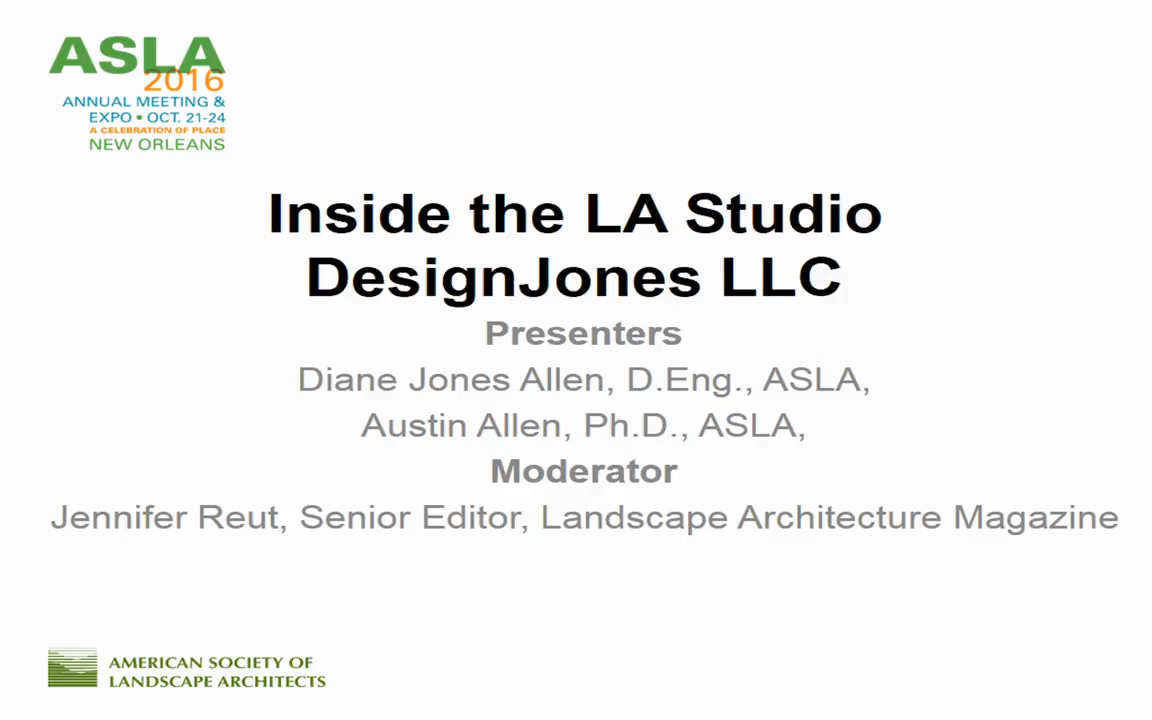 ASLA
2016
ANNUAL MEETING &
EXPO • OCT. 21-24
A CELEBRATION OF PLACE
NEW ORLEANS
Inside the LA Studio
DesignJones LLC
Presenters
Diane Jones Allen, D.Eng., ASLA,
Austin Allen, Ph.D., ASLA,
Moderator
Jennifer Reut, Senior Editor, Landscape Architecture Magazine
AMERICAN SOCIETY OF
LANDSCAPE ARCHITECTS